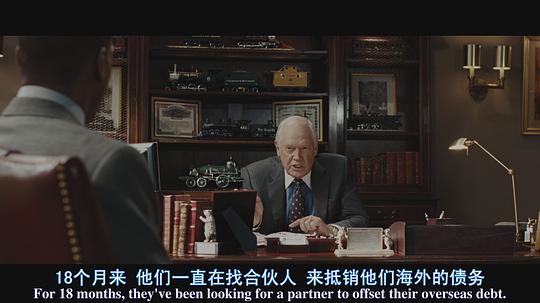 18个月来 他们一直在找合伙人 来抵销他们海外的债务
For 18 months, they've been looking for a partner to offset their overseas debt.